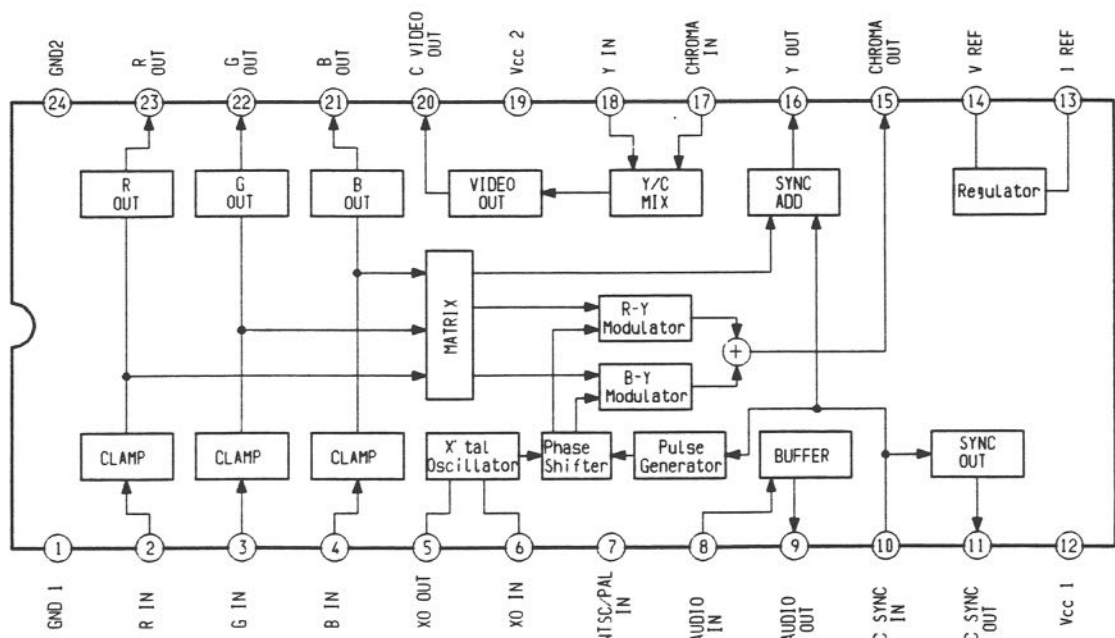 GND2
R
OUT
G
OUT
B
OUT
C VIDEO
OUT
Vcc 2
Y IN
CHROMA
IN
Y OUT
CHROMA
OUT
V REF
I REF
24
23
22
21
20
19
18
17
16
15
14
13
R
OUT
G
OUT
B
OUT
VIDEO
OUT
Y/C
MIX
SYNC
ADD
Regulator
MATRIX
R-Y
Modulator
+
B-Y
Modulator
CLAMP
CLAMP
CLAMP
X'tal
Oscillator
Phase
Shifter
Pulse
Generator
BUFFER
SYNC
OUT
1
2
3
4
5
6
7
8
9
10
11
12
GND 1
R IN
G IN
B IN
XO OUT
XO IN
NTSC/PAL
IN
AUDIO
IN
AUDIO
OUT
C SYNC
IN
C SYNC
OUT
Vcc 1